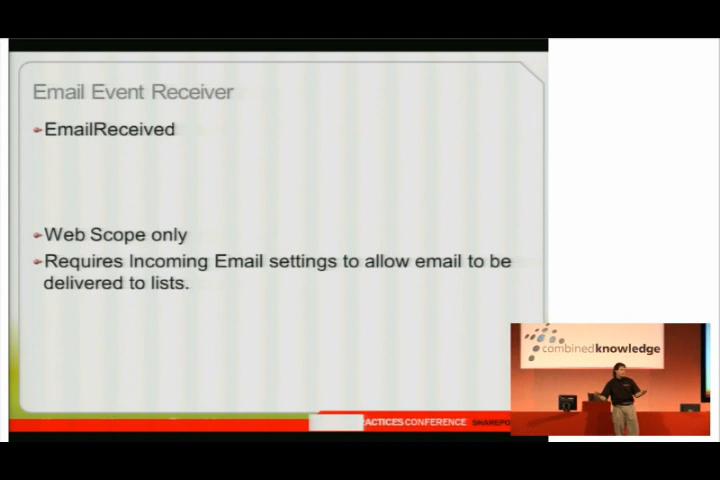 Email Event Receiver
EmailReceived
Web Scope only
Requires Incoming Email settings to allow email to be
delivered to lists.
combinedknowledge
CONFERENCE